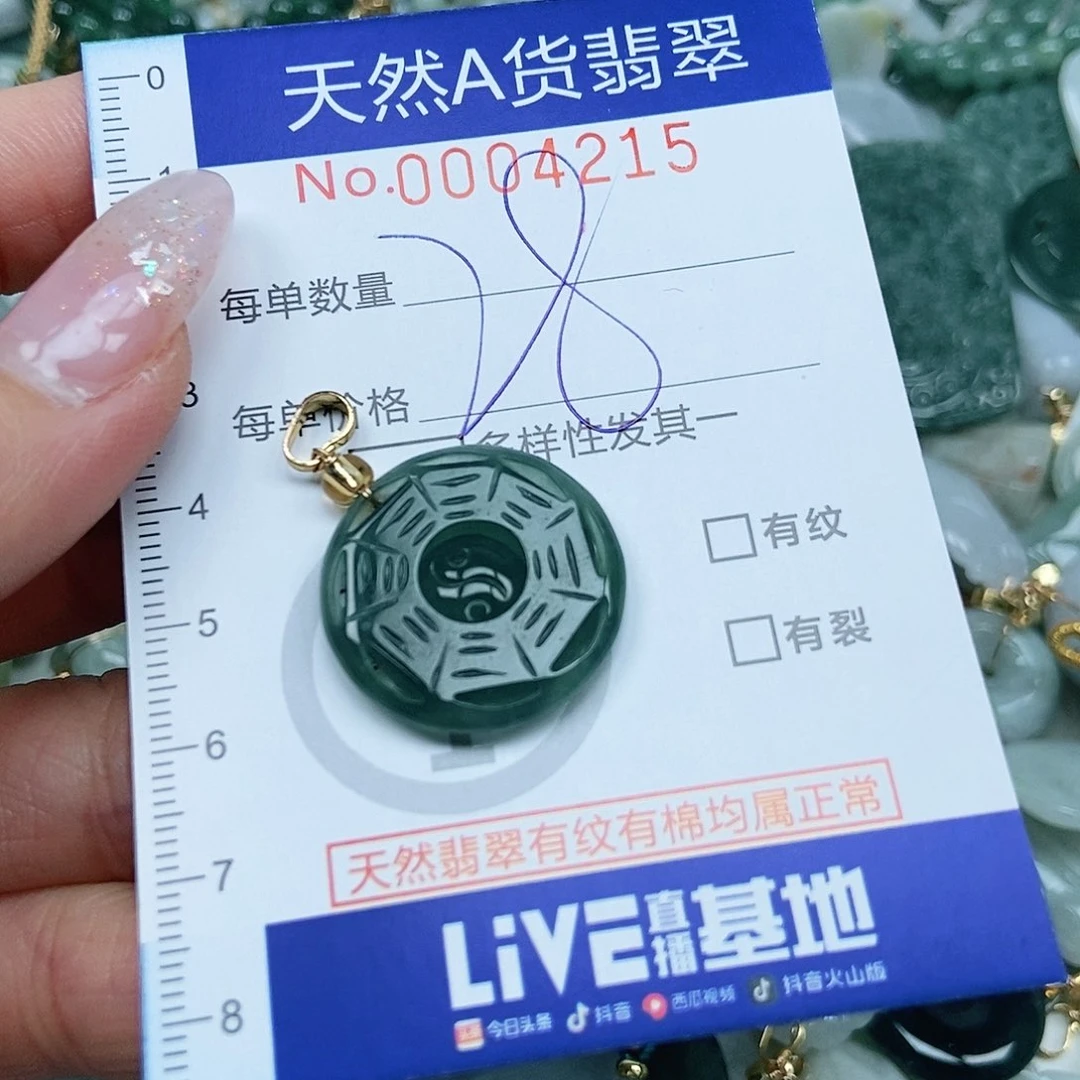 天然A货翡翠
No.0004215
每单数量
每单价格
多样性发其一
有纹
有裂
天然翡翠有纹有棉均属正常
LiVE直播基地
今日头条 抖音 西瓜视频 抖音火山版
0
1
3
4
5
6
7
8